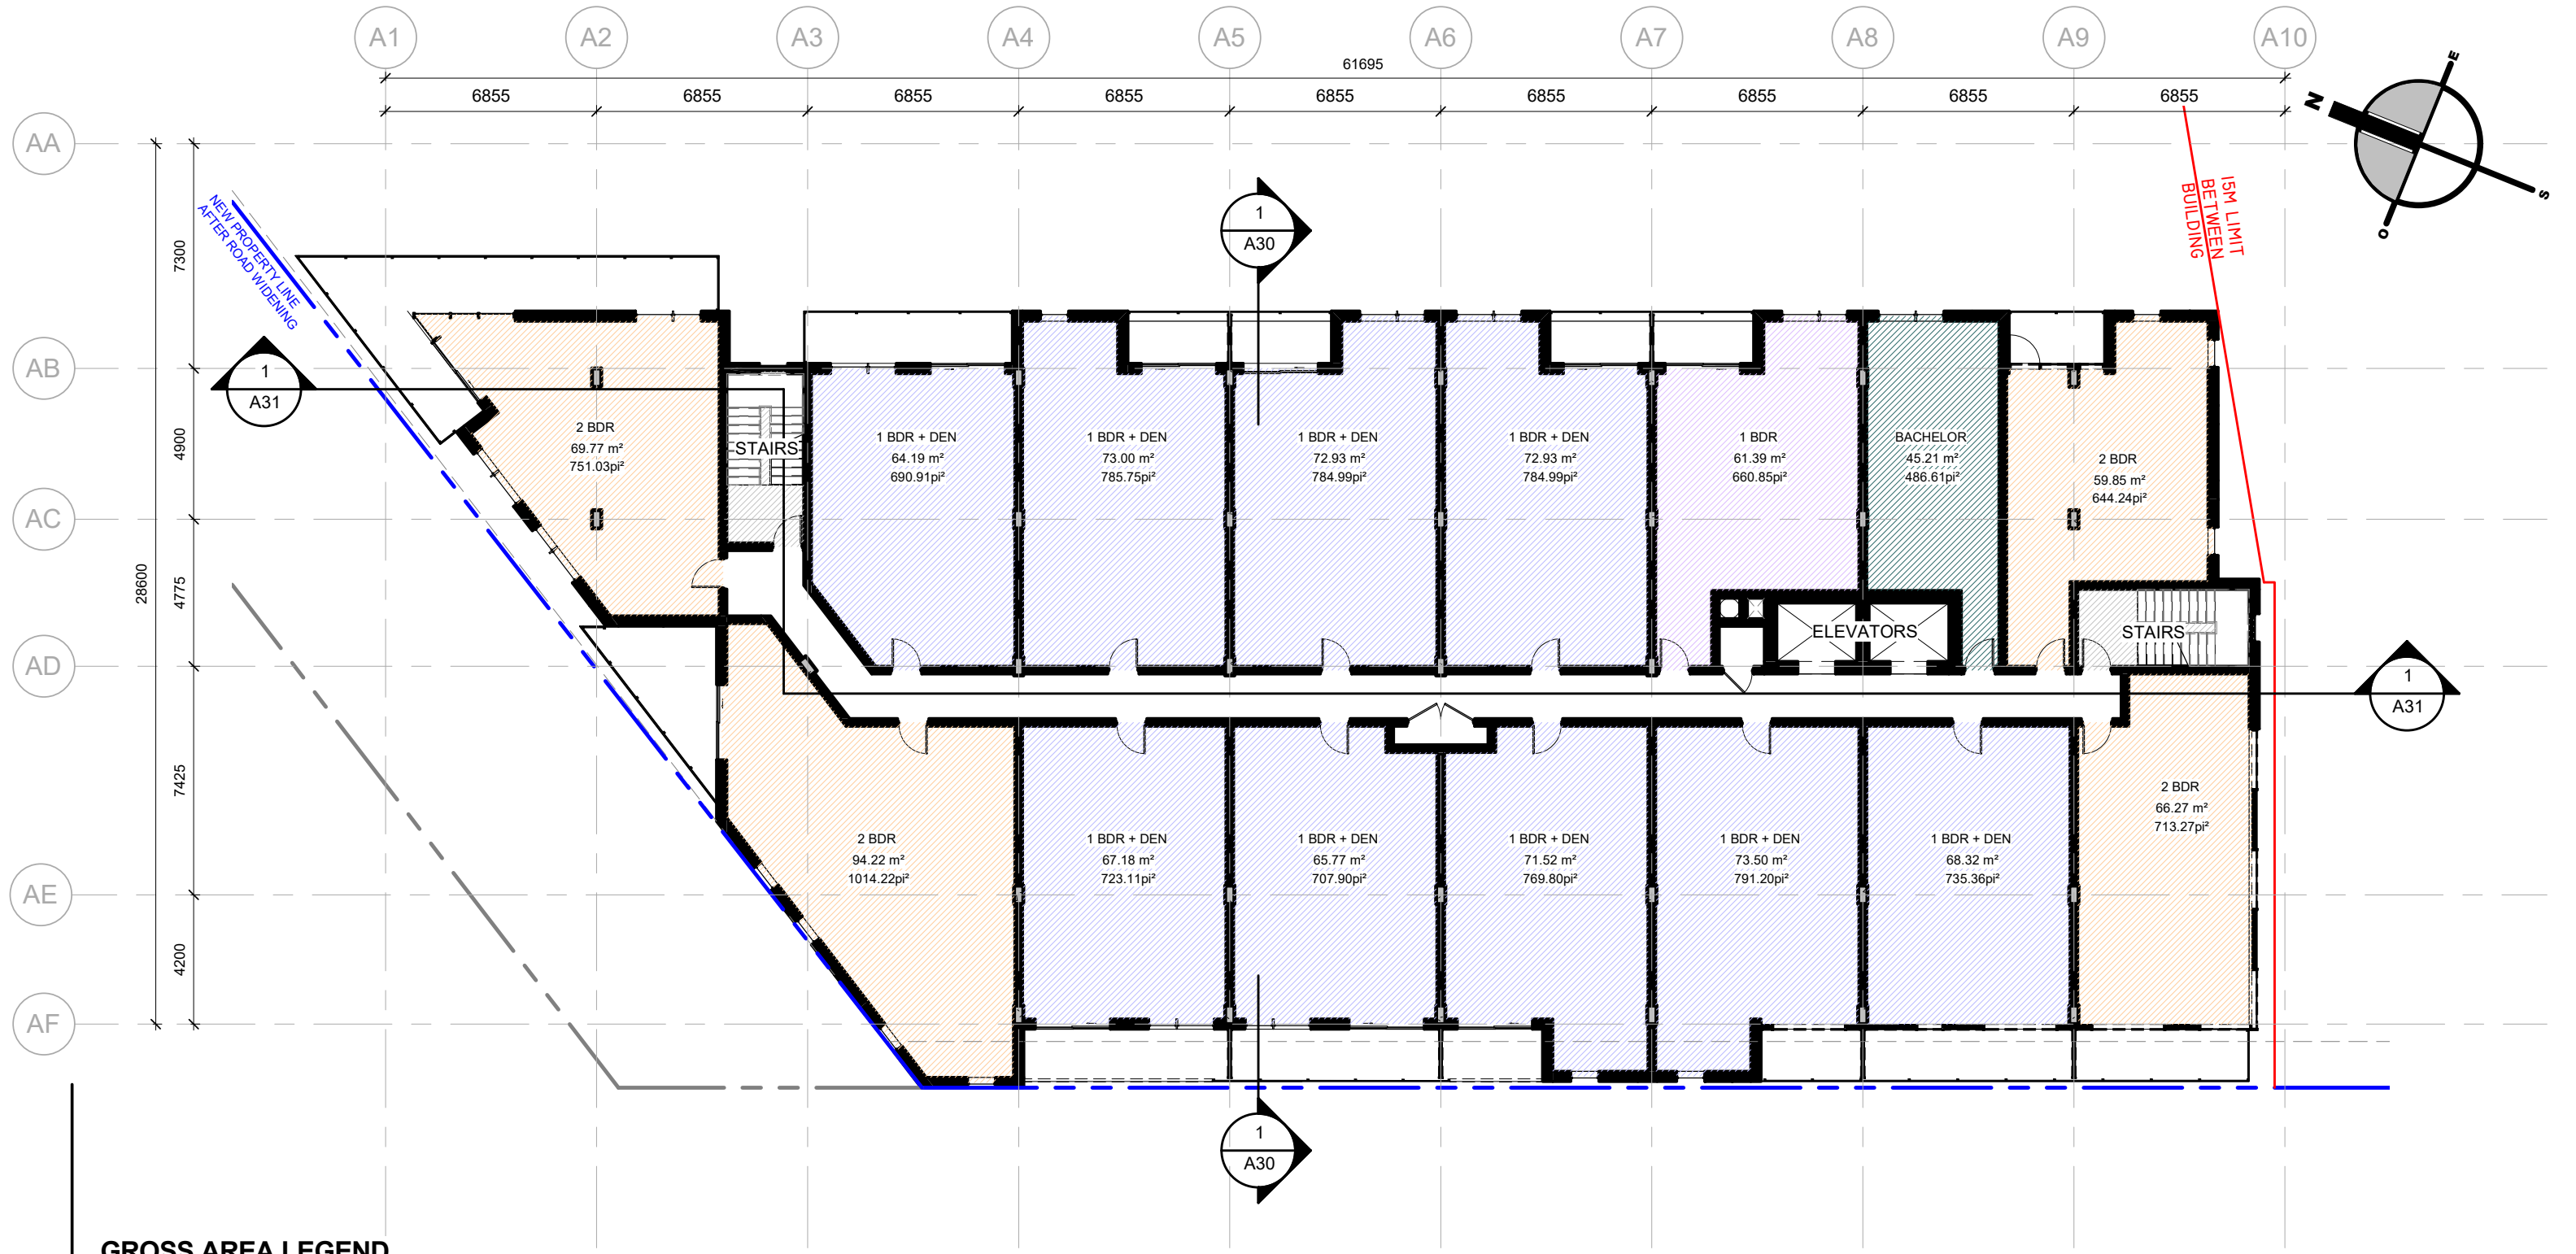 A1 A2 A3 A4 A5 A6 A7 A8 A9 A10
61695
6855 6855 6855 6855 6855 6855 6855 6855 6855
N
E
S
O
AA
AB
AC
AD
AE
AF
7300
4900
4775
7425
4200
28600
NEW PROPERTY LINE
AFTER ROAD WIDENING
15M LIMIT
BETWEEN
BUILDING
1
A30
1
A31
2 BDR
69.77 m²
751.03pi²
STAIRS
1 BDR + DEN
64.19 m²
690.91pi²
1 BDR + DEN
73.00 m²
785.75pi²
1 BDR + DEN
72.93 m²
784.99pi²
1 BDR + DEN
72.93 m²
784.99pi²
1 BDR
61.39 m²
660.85pi²
BACHELOR
45.21 m²
486.61pi²
2 BDR
59.85 m²
644.24pi²
ELEVATORS
STAIRS
1
A31
2 BDR
94.22 m²
1014.22pi²
1 BDR + DEN
67.18 m²
723.11pi²
1 BDR + DEN
65.77 m²
707.90pi²
1 BDR + DEN
71.52 m²
769.80pi²
1 BDR + DEN
73.50 m²
791.20pi²
1 BDR + DEN
68.32 m²
735.36pi²
2 BDR
66.27 m²
713.27pi²
1
A30
GROSS AREA LEGEND